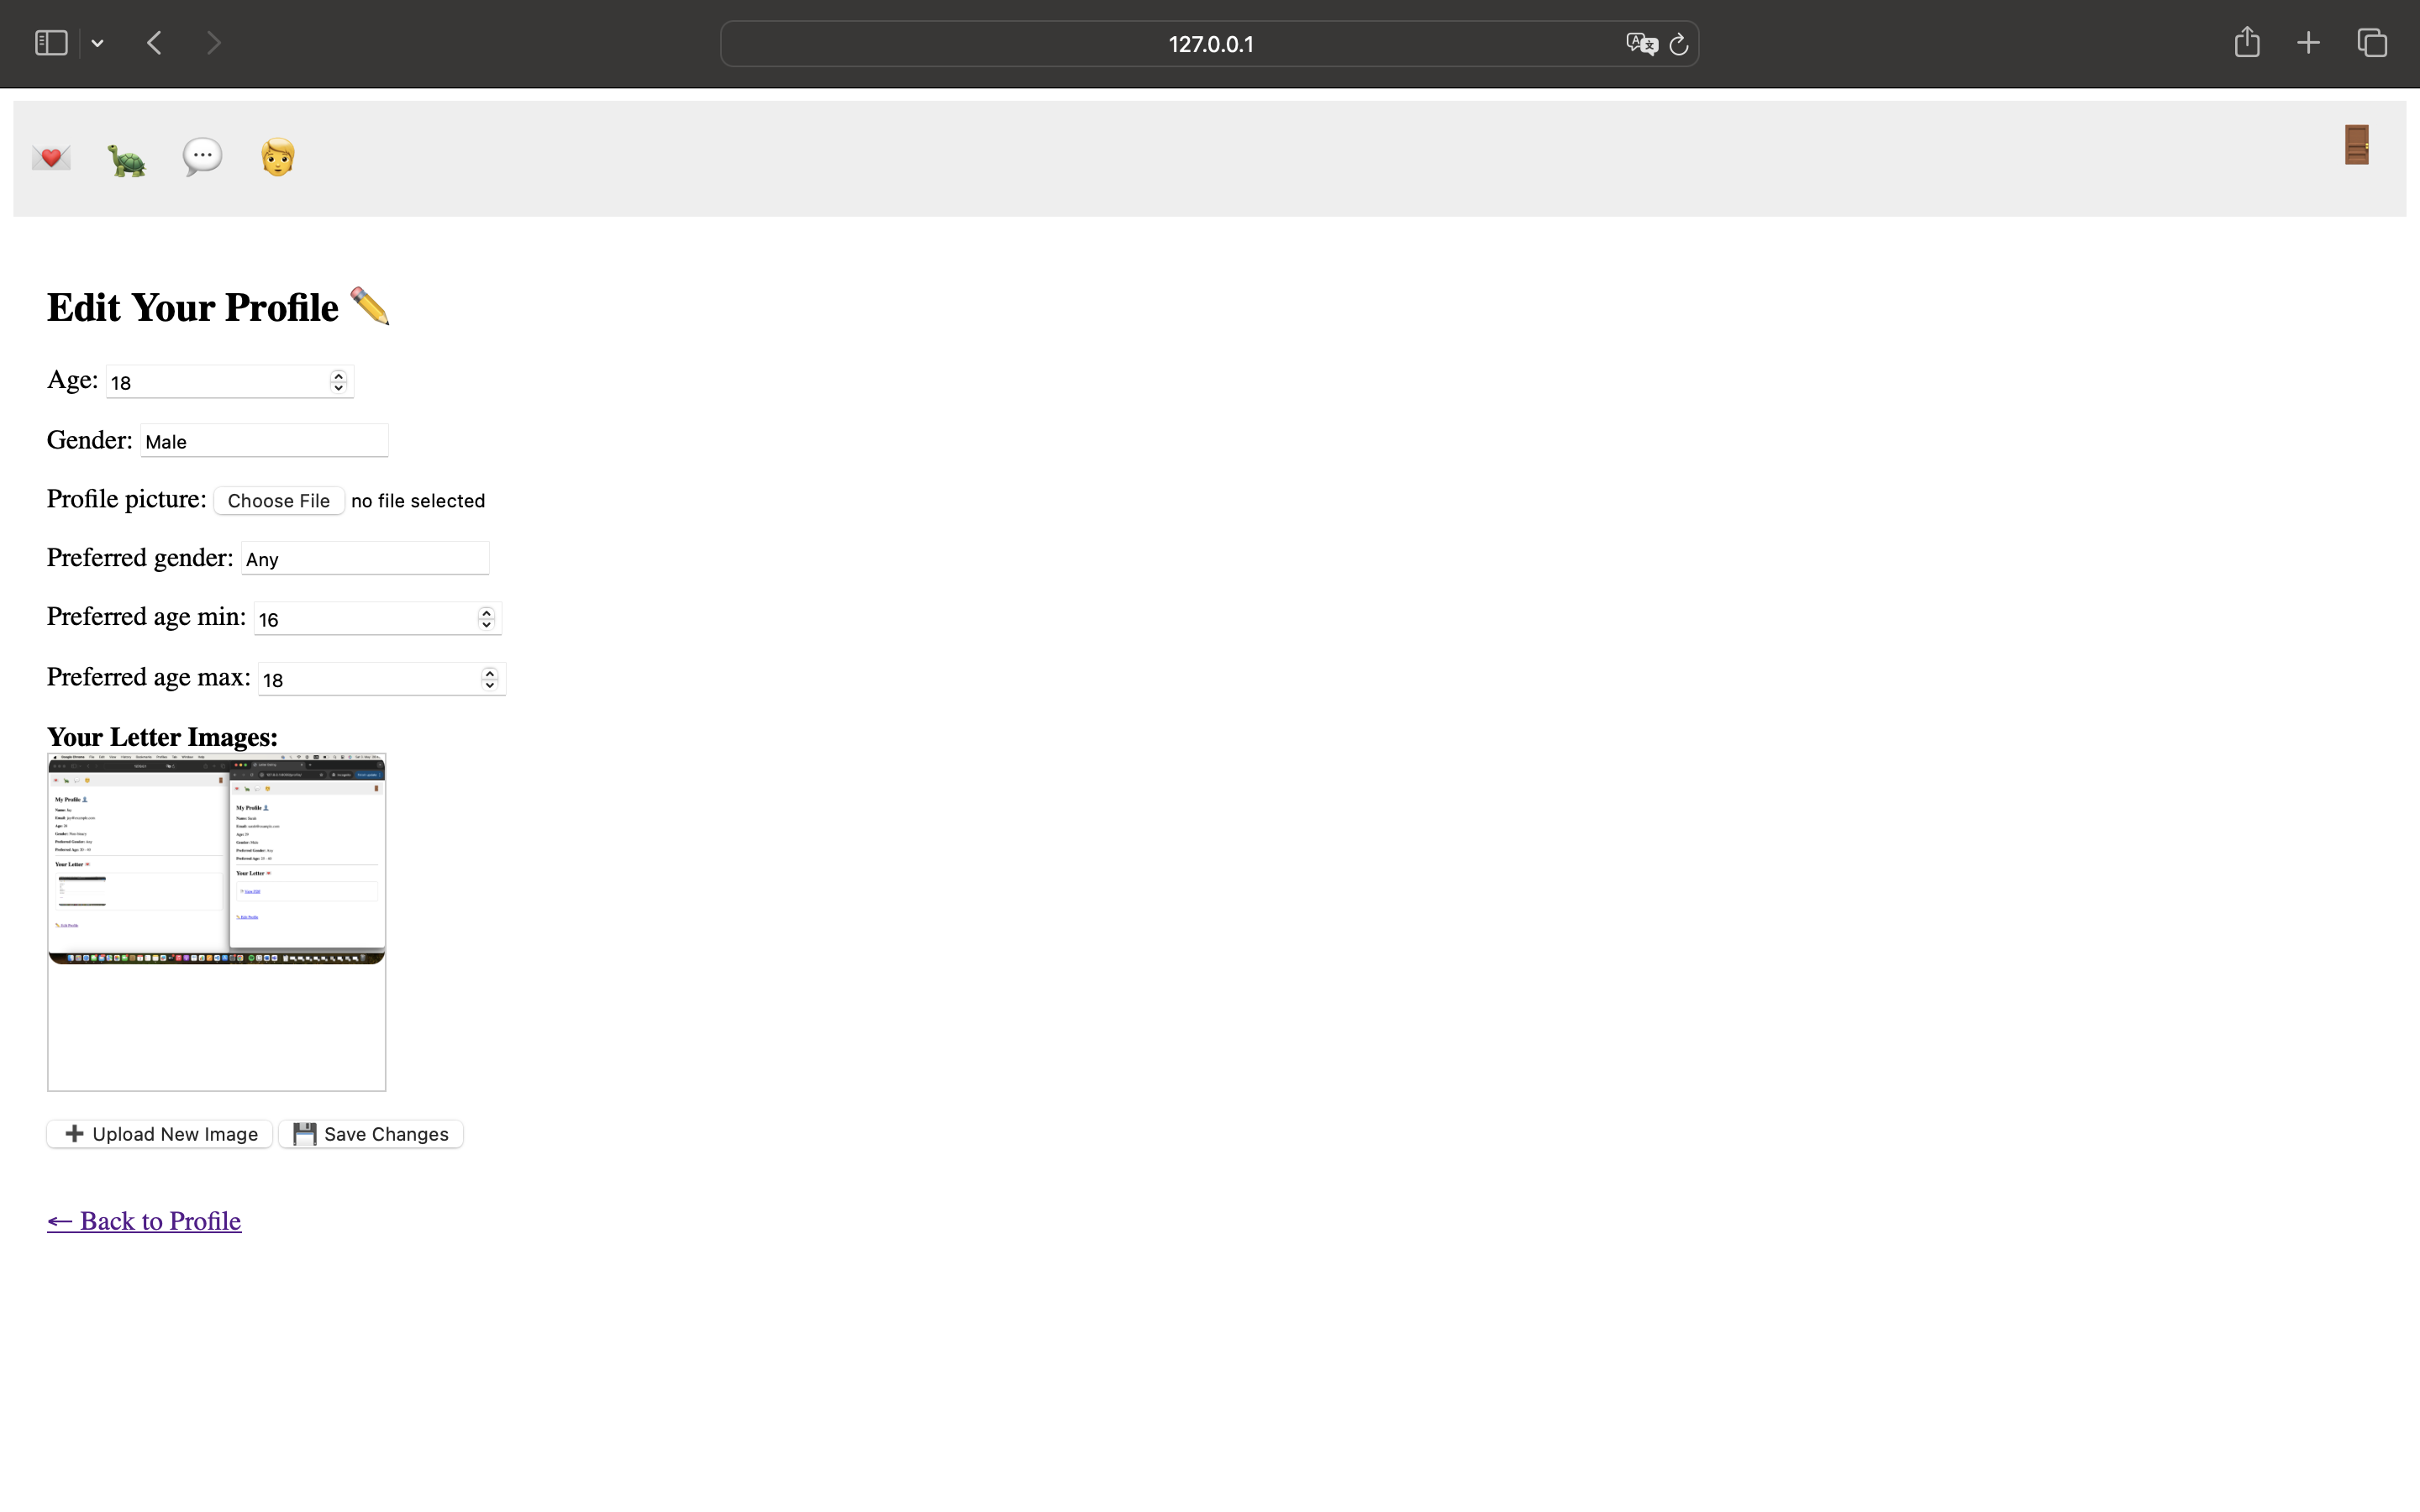 127.0.0.1
Edit Your Profile
Age: 18
Gender: Male
Profile picture: Choose File no file selected
Preferred gender: Any
Preferred age min: 16
Preferred age max: 18
Your Letter Images:
My Profile
My Profile
Your Letter
Your Letter
Upload New Image Save Changes
← Back to Profile